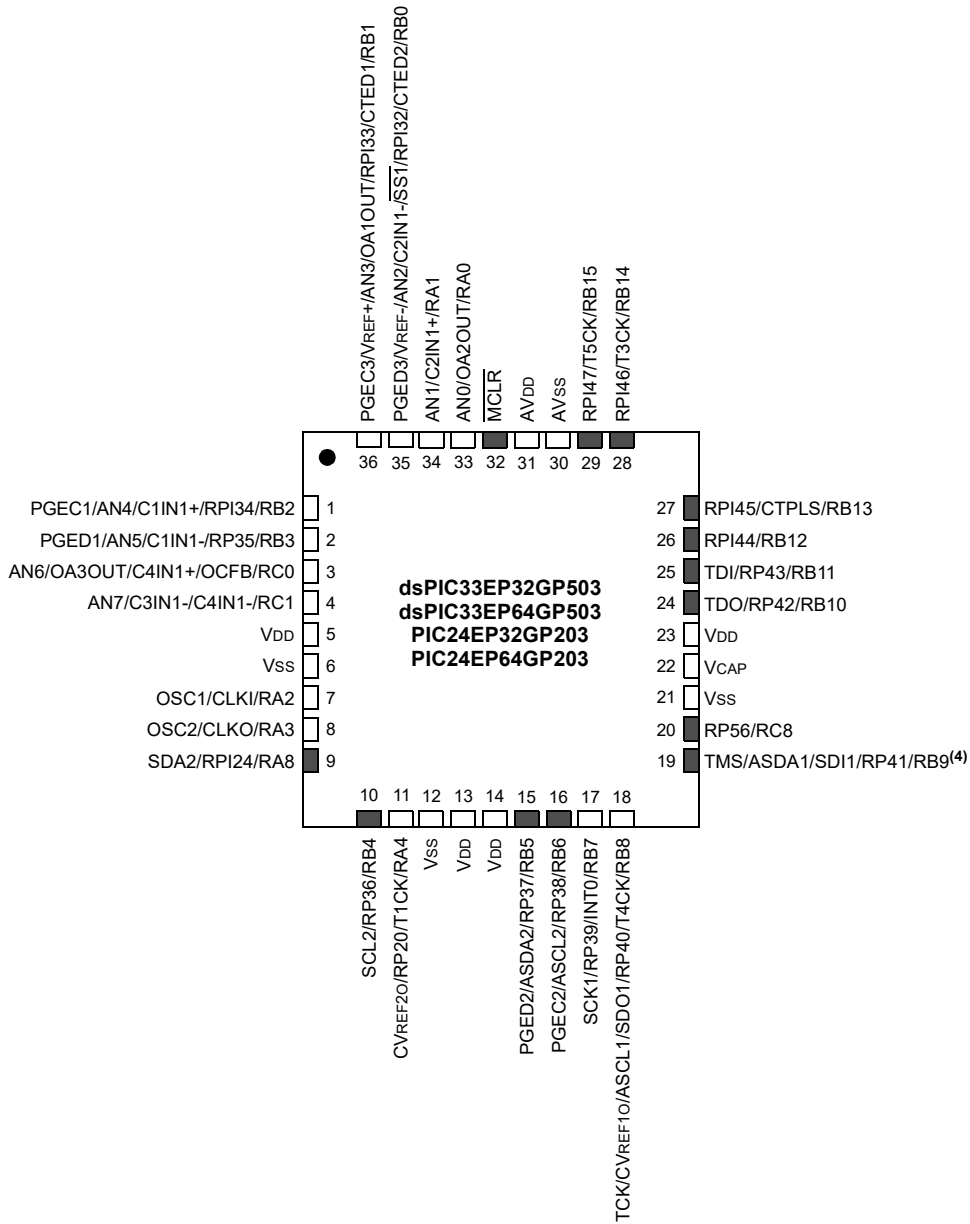 PGEC3/VREF+/AN3/OA1OUT/RPI33/CTED1/RB1
PGED3/VREF-/AN2/C2IN1-/SS1/RPI32/CTED2/RB0
AN1/C2IN1+/RA1
AN0/OA2OUT/RA0
MCLR
AVDD
AVSS
RPI47/T5CK/RB15
RPI46/T3CK/RB14
36 35 34 33 32 31 30 29 28
PGEC1/AN4/C1IN1+/RPI34/RB2 1
PGED1/AN5/C1IN1-/RP35/RB3 2
AN6/OA3OUT/C4IN1+/OCFB/RC0 3
AN7/C3IN1-/C4IN1-/RC1 4
VDD 5
VSS 6
OSC1/CLKI/RA2 7
OSC2/CLKO/RA3 8
SDA2/RPI24/RA8 9
dsPIC33EP32GP503
dsPIC33EP64GP503
PIC24EP32GP203
PIC24EP64GP203
27 RPI45/CTPLS/RB13
26 RPI44/RB12
25 TDI/RP43/RB11
24 TDO/RP42/RB10
23 VDD
22 VCAP
21 VSS
20 RP56/RC8
19 TMS/ASDA1/SDI1/RP41/RB9(4)
10 11 12 13 14 15 16 17 18
SCL2/RP36/RB4
CVREF2O/RP20/T1CK/RA4
VSS
VDD
VDD
PGED2/ASDA2/RP37/RB5
PGEC2/ASCL2/RP38/RB6
SCK1/RP39/INT0/RB7
TCK/CVREF1O/ASCL1/SDO1/RP40/T4CK/RB8